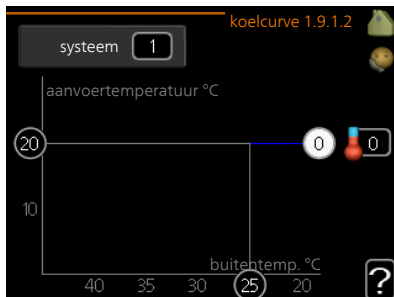 koelcurve 1.9.1.2
systeem 1
aanvoertemperatuur °C
20 0 0
10
buitentemp. °C
40 35 30 25 20
?